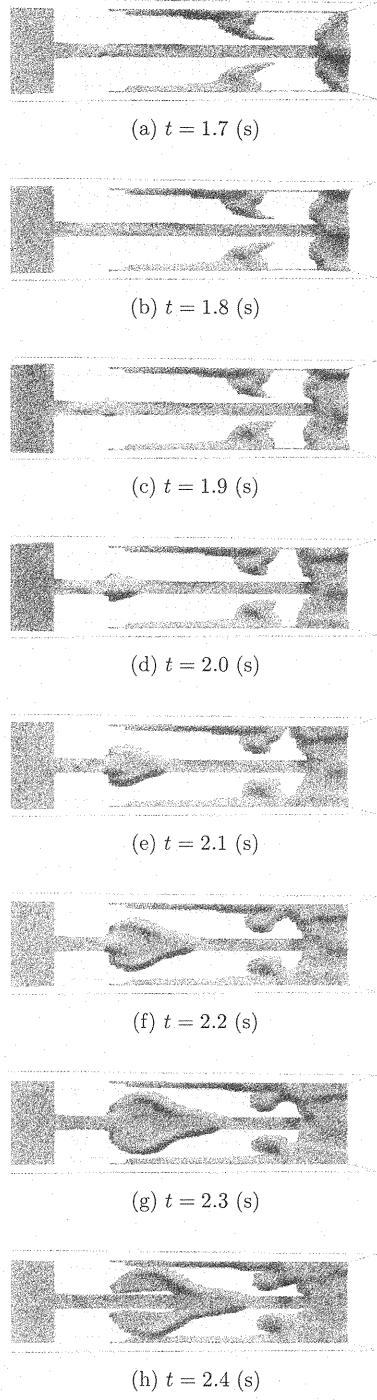 (a) t = 1.7 (s)
(b) t = 1.8 (s)
(c) t = 1.9 (s)
(d) t = 2.0 (s)
(e) t = 2.1 (s)
(f) t = 2.2 (s)
(g) t = 2.3 (s)
(h) t = 2.4 (s)